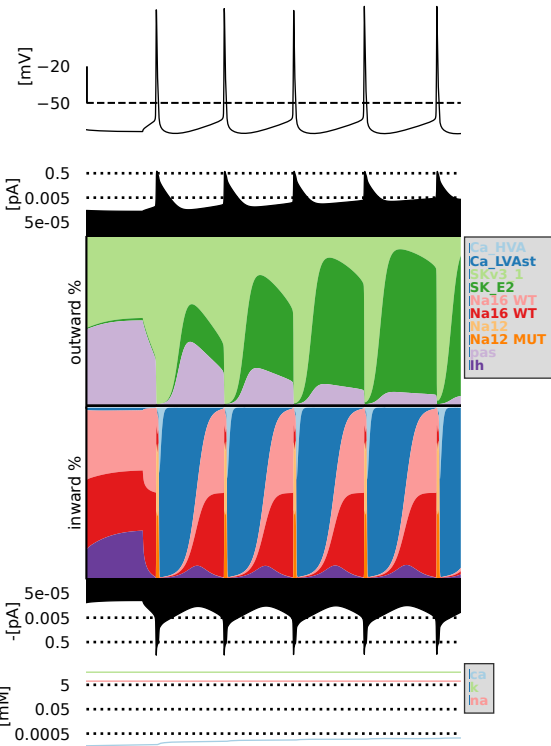 [mV]
−20
−50
[pA]
0.5
0.005
5e-05
outward %
Ca_HVA
Ca_LVAst
SKv3_1
SK_E2
Na16 WT
Na16 WT
Na12
Na12 MUT
pas
Ih
inward %
-[pA]
5e-05
0.005
0.5
[mM]
5
0.05
0.0005
ca
k
na